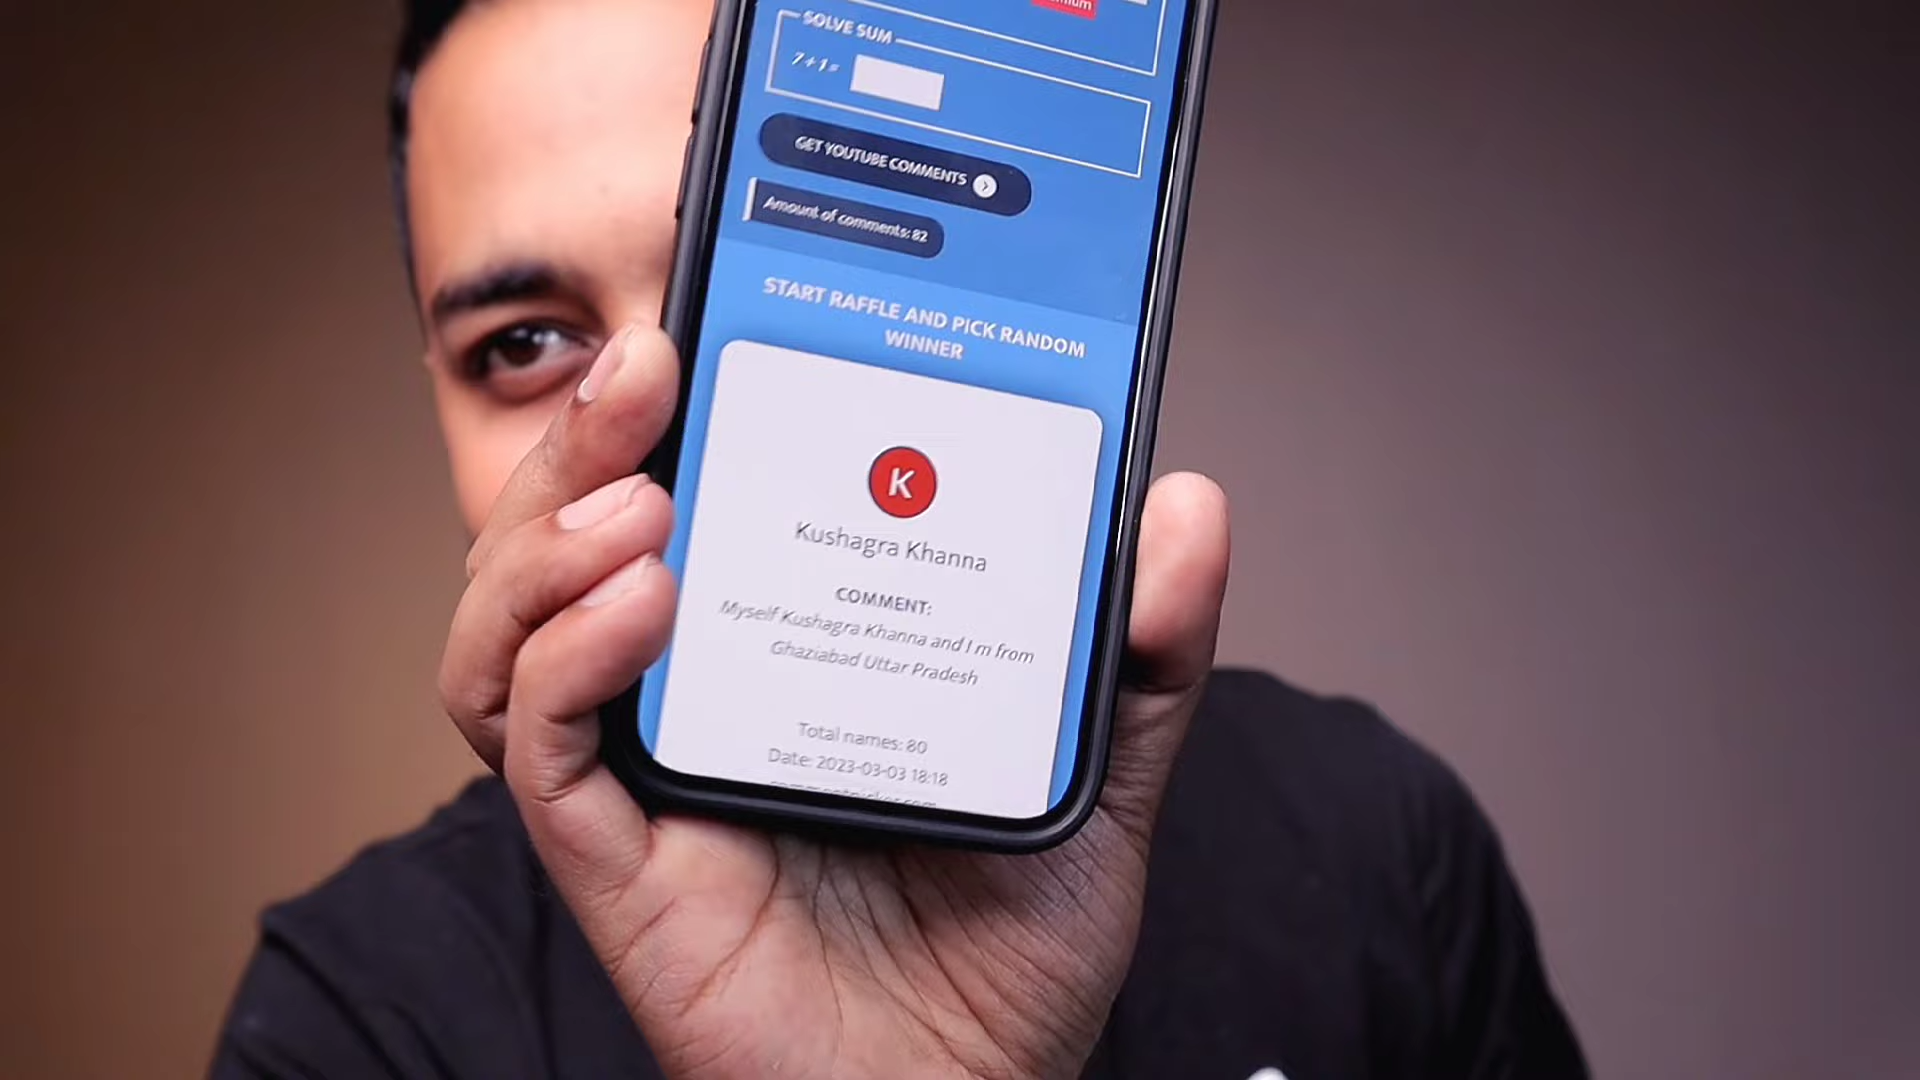 SOLVE SUM
7+1=
GET YOUTUBE COMMENTS
Amount of comments: 82
START RAFFLE AND PICK RANDOM
WINNER
K
Kushagra Khanna
COMMENT:
Myself Kushagra Khanna and I m from
Ghaziabad Uttar Pradesh
Total names: 80
Date: 2023-03-03 18:18